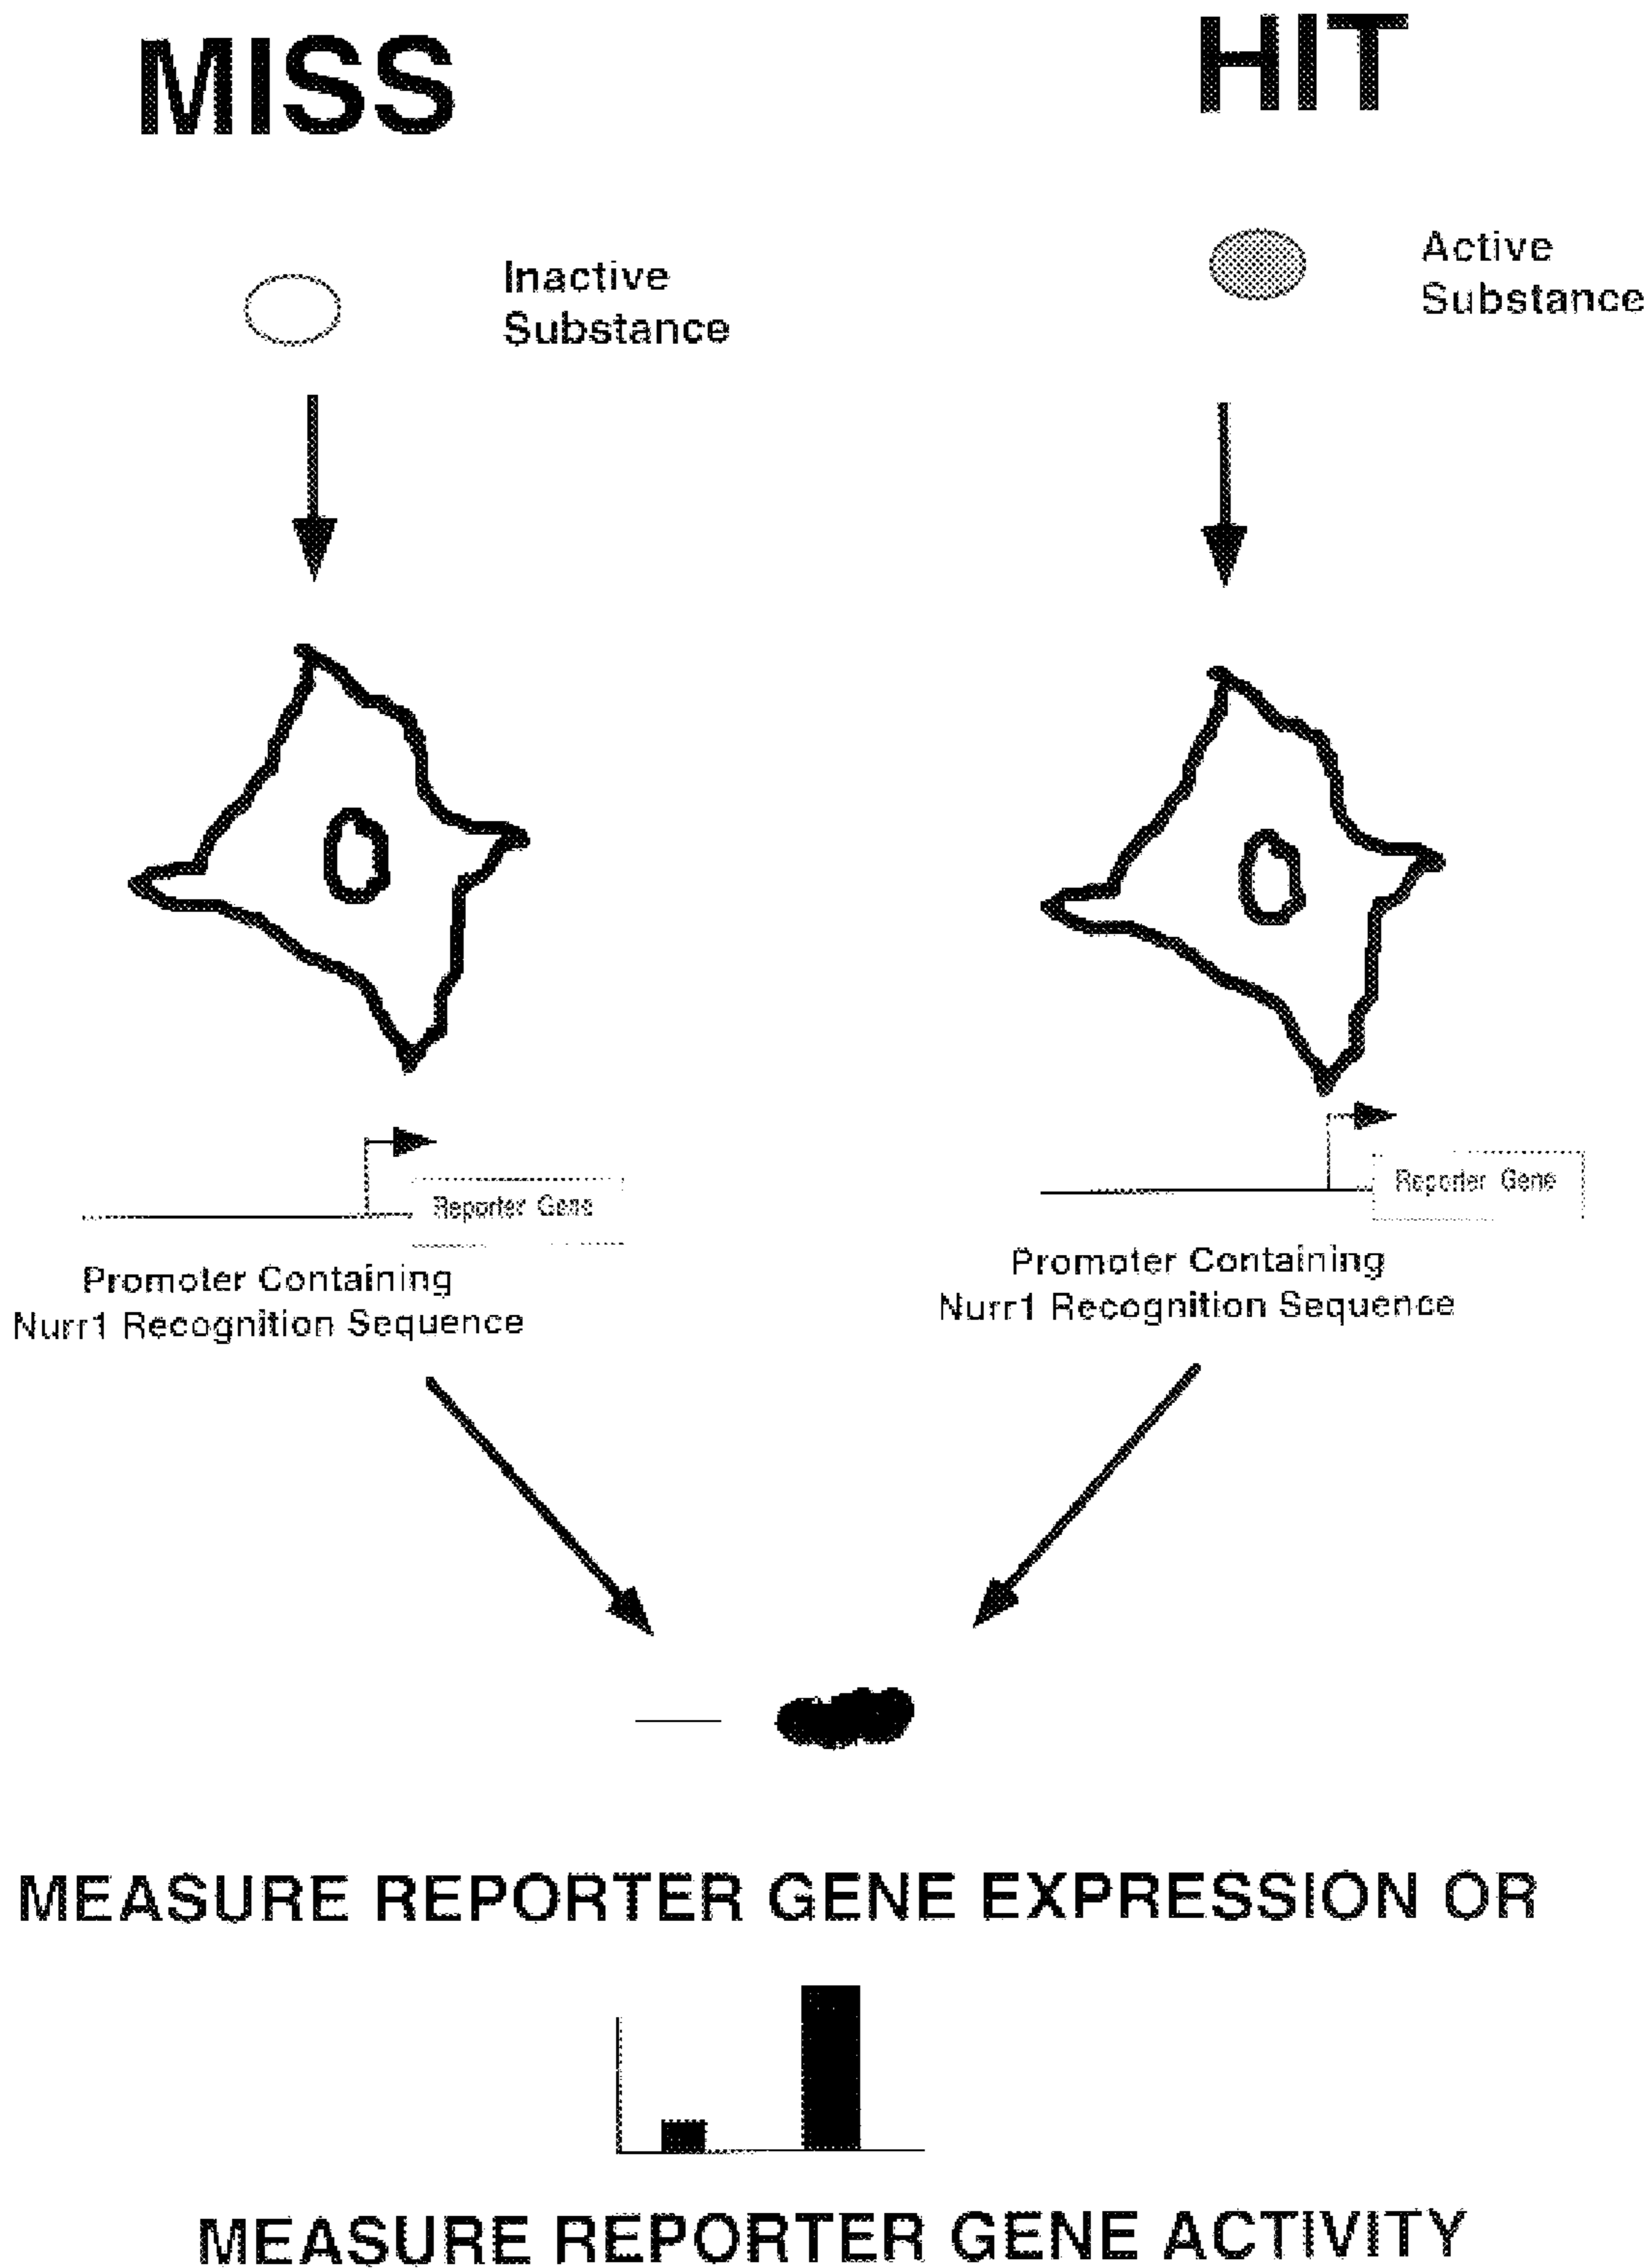 MISS
HIT
Inactive
Substance
Active
Substance
Reporter Gene
Promoter Containing
Nurr1 Recognition Sequence
Reporter Gene
Promoter Containing
Nurr1 Recognition Sequence
MEASURE REPORTER GENE EXPRESSION OR
MEASURE REPORTER GENE ACTIVITY